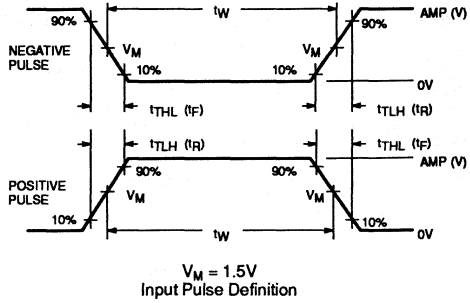 tW
AMP (V)
90%
90%
NEGATIVE
PULSE
VM
VM
10%
10%
0V
tTHL (tF)
tTLH (tR)
tTLH (tR)
tTHL (tF)
AMP (V)
90%
90%
POSITIVE
PULSE
VM
VM
10%
10%
tW
0V
VM = 1.5V
Input Pulse Definition